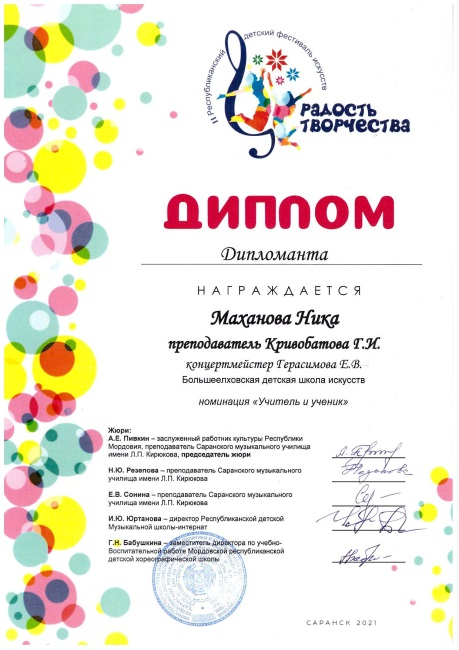 II Республиканский детский фестиваль искусств
РАДОСТЬ
ТВОРЧЕСТВА
ДИПЛОМ
Дипломанта
НАГРАЖДАЕТСЯ
Маханова Ника
преподаватель Кривобатова Г.И.
концертмейстер Герасимова Е.В.
Большеелховская детская школа искусств
номинация «Учитель и ученик»
Жюри:
А.Е. Пивкин – заслуженный работник культуры Республики
Мордовия, преподаватель Саранского музыкального училища
имени Л.П. Кирюкова, председатель жюри
Н.Ю. Резепова – преподаватель Саранского музыкального
училища имени Л.П. Кирюкова
Е.В. Сонина – преподаватель Саранского музыкального
училища имени Л.П. Кирюкова
И.Ю. Юртанова – директор Республиканской детской
Музыкальной школы-интернат
Г.Н. Бабушкина – заместитель директора по учебно-
Воспитательной работе Мордовской республиканской
детской хореографической школы
САРАНСК 2021